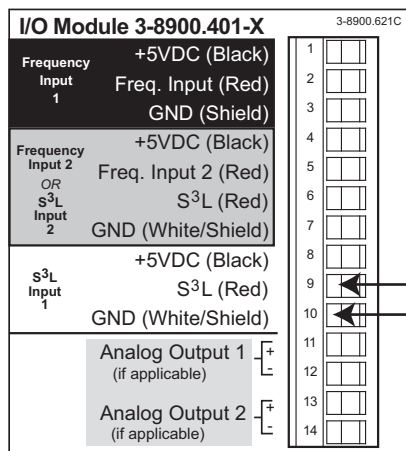 I/O Module 3-8900.401-X
3-8900.621C
Frequency
Input
1
+5VDC (Black)
Freq. Input (Red)
GND (Shield)
Frequency
Input 2
OR
S3L
Input
2
+5VDC (Black)
Freq. Input 2 (Red)
S3L (Red)
GND (White/Shield)
S3L
Input
1
+5VDC (Black)
S3L (Red)
GND (White/Shield)
Analog Output 1
(if applicable)
+
-
Analog Output 2
(if applicable)
+
-
1
2
3
4
5
6
7
8
9
10
11
12
13
14